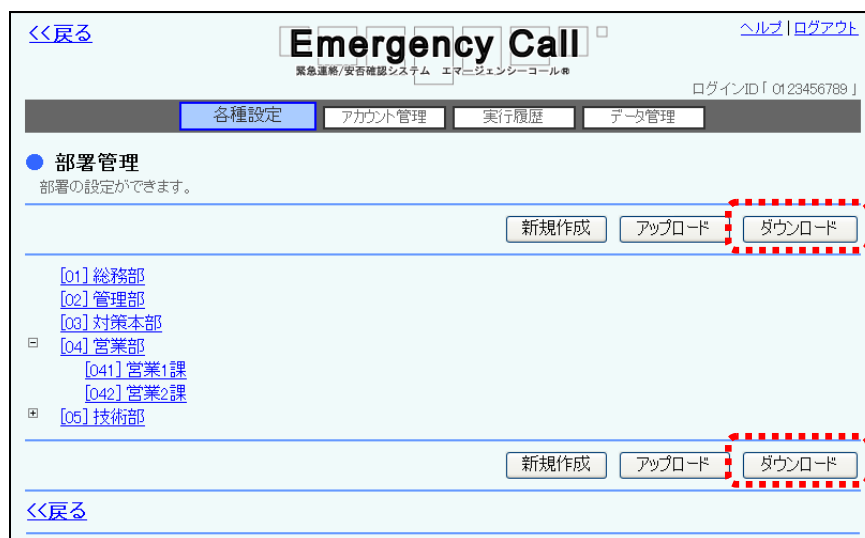 <<戻る
Emergency Call
緊急連絡/安否確認システム エマージェンシーコール®
ヘルプ | ログアウト
ログインID「 0123456789 」
各種設定 アカウント管理 実行履歴 データ管理
部署管理
部署の設定ができます。
新規作成 アップロード ダウンロード
[01] 総務部
[02] 管理部
[03] 対策本部
[04] 営業部
[041] 営業1課
[042] 営業2課
[05] 技術部
新規作成 アップロード ダウンロード
<<戻る